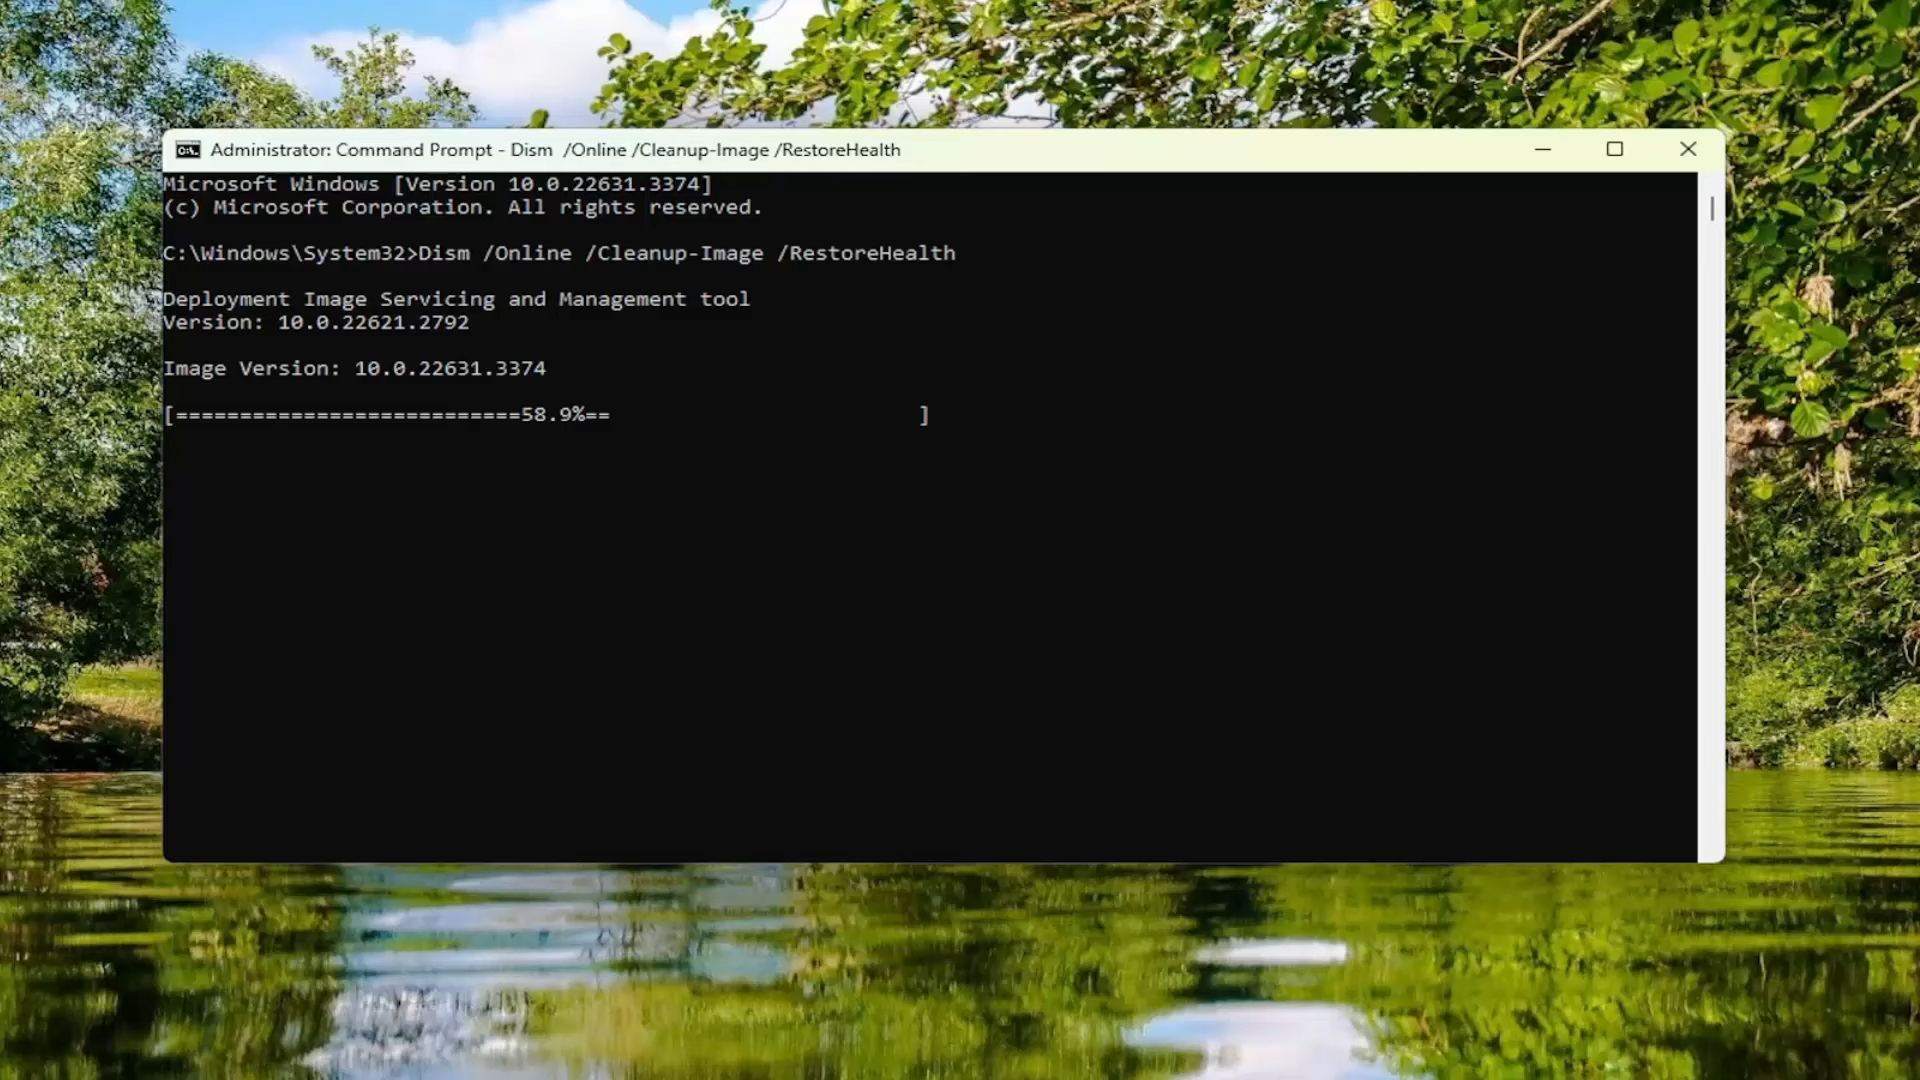 Administrator: Command Prompt - Dism  /Online /Cleanup-Image /RestoreHealth
Microsoft Windows [Version 10.0.22631.3374]
(c) Microsoft Corporation. All rights reserved.
C:\Windows\System32>Dism /Online /Cleanup-Image /RestoreHealth
Deployment Image Servicing and Management tool
Version: 10.0.22621.2792
Image Version: 10.0.22631.3374
[===========================58.9%==                        ]